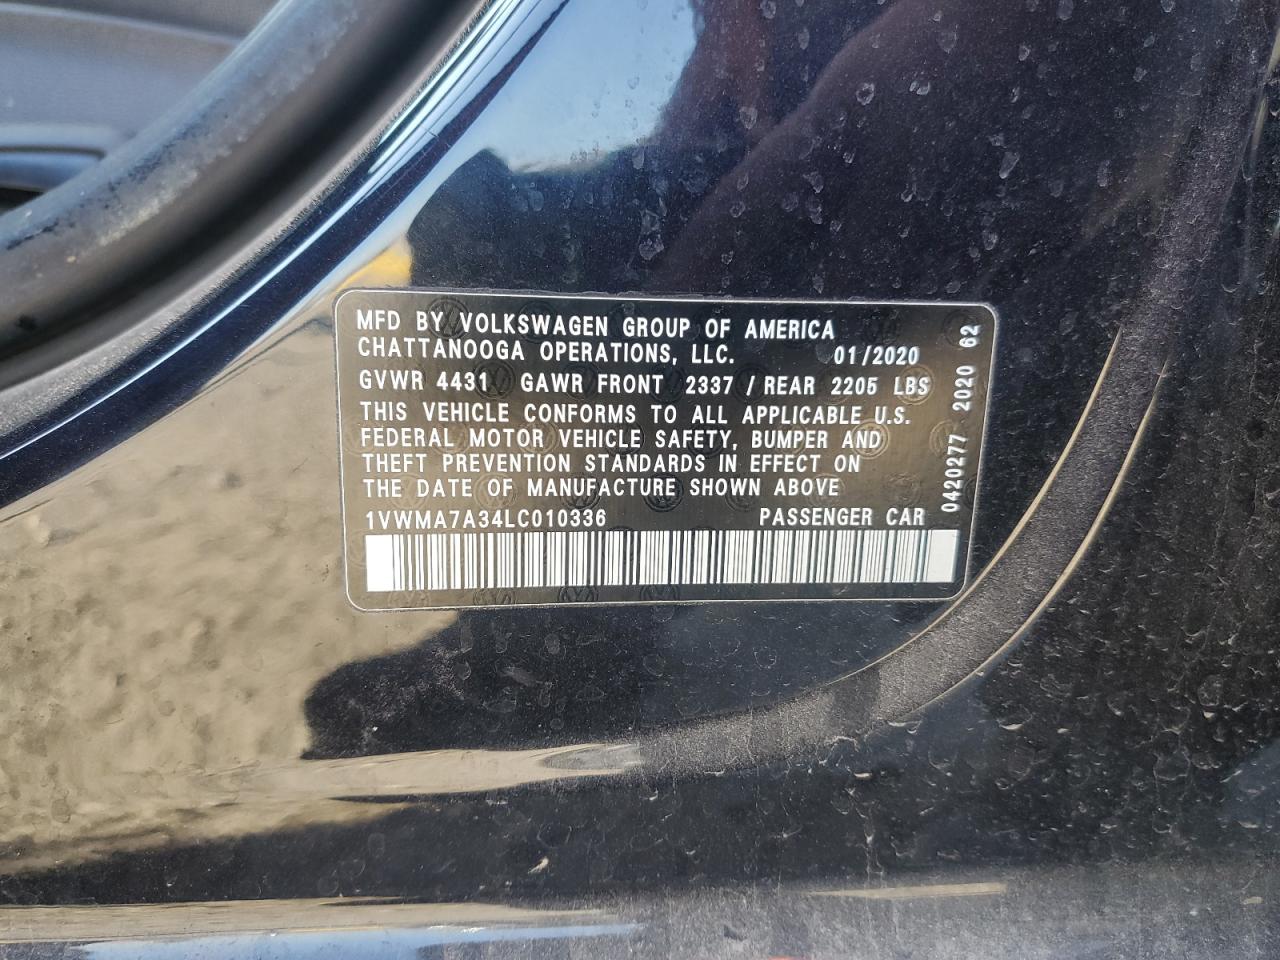 MFD BY VOLKSWAGEN GROUP OF AMERICA
CHATTANOOGA OPERATIONS, LLC. 01/2020
GVWR 4431 GAWR FRONT 2337 / REAR 2205 LBS
THIS VEHICLE CONFORMS TO ALL APPLICABLE U.S.
FEDERAL MOTOR VEHICLE SAFETY, BUMPER AND
THEFT PREVENTION STANDARDS IN EFFECT ON
THE DATE OF MANUFACTURE SHOWN ABOVE
1VWMA7A34LC010336 PASSENGER CAR
0420277 2020 62